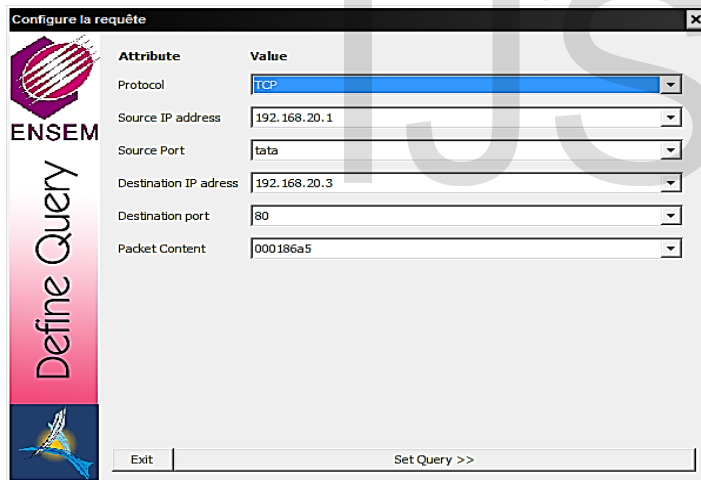 Configure la requête
Attribute Value
Protocol TCP
Source IP address 192.168.20.1
Source Port tata
Destination IP adress 192.168.20.3
Destination port 80
Packet Content 000186a5
ENSEM
Define Query
Exit Set Query >>
IJS